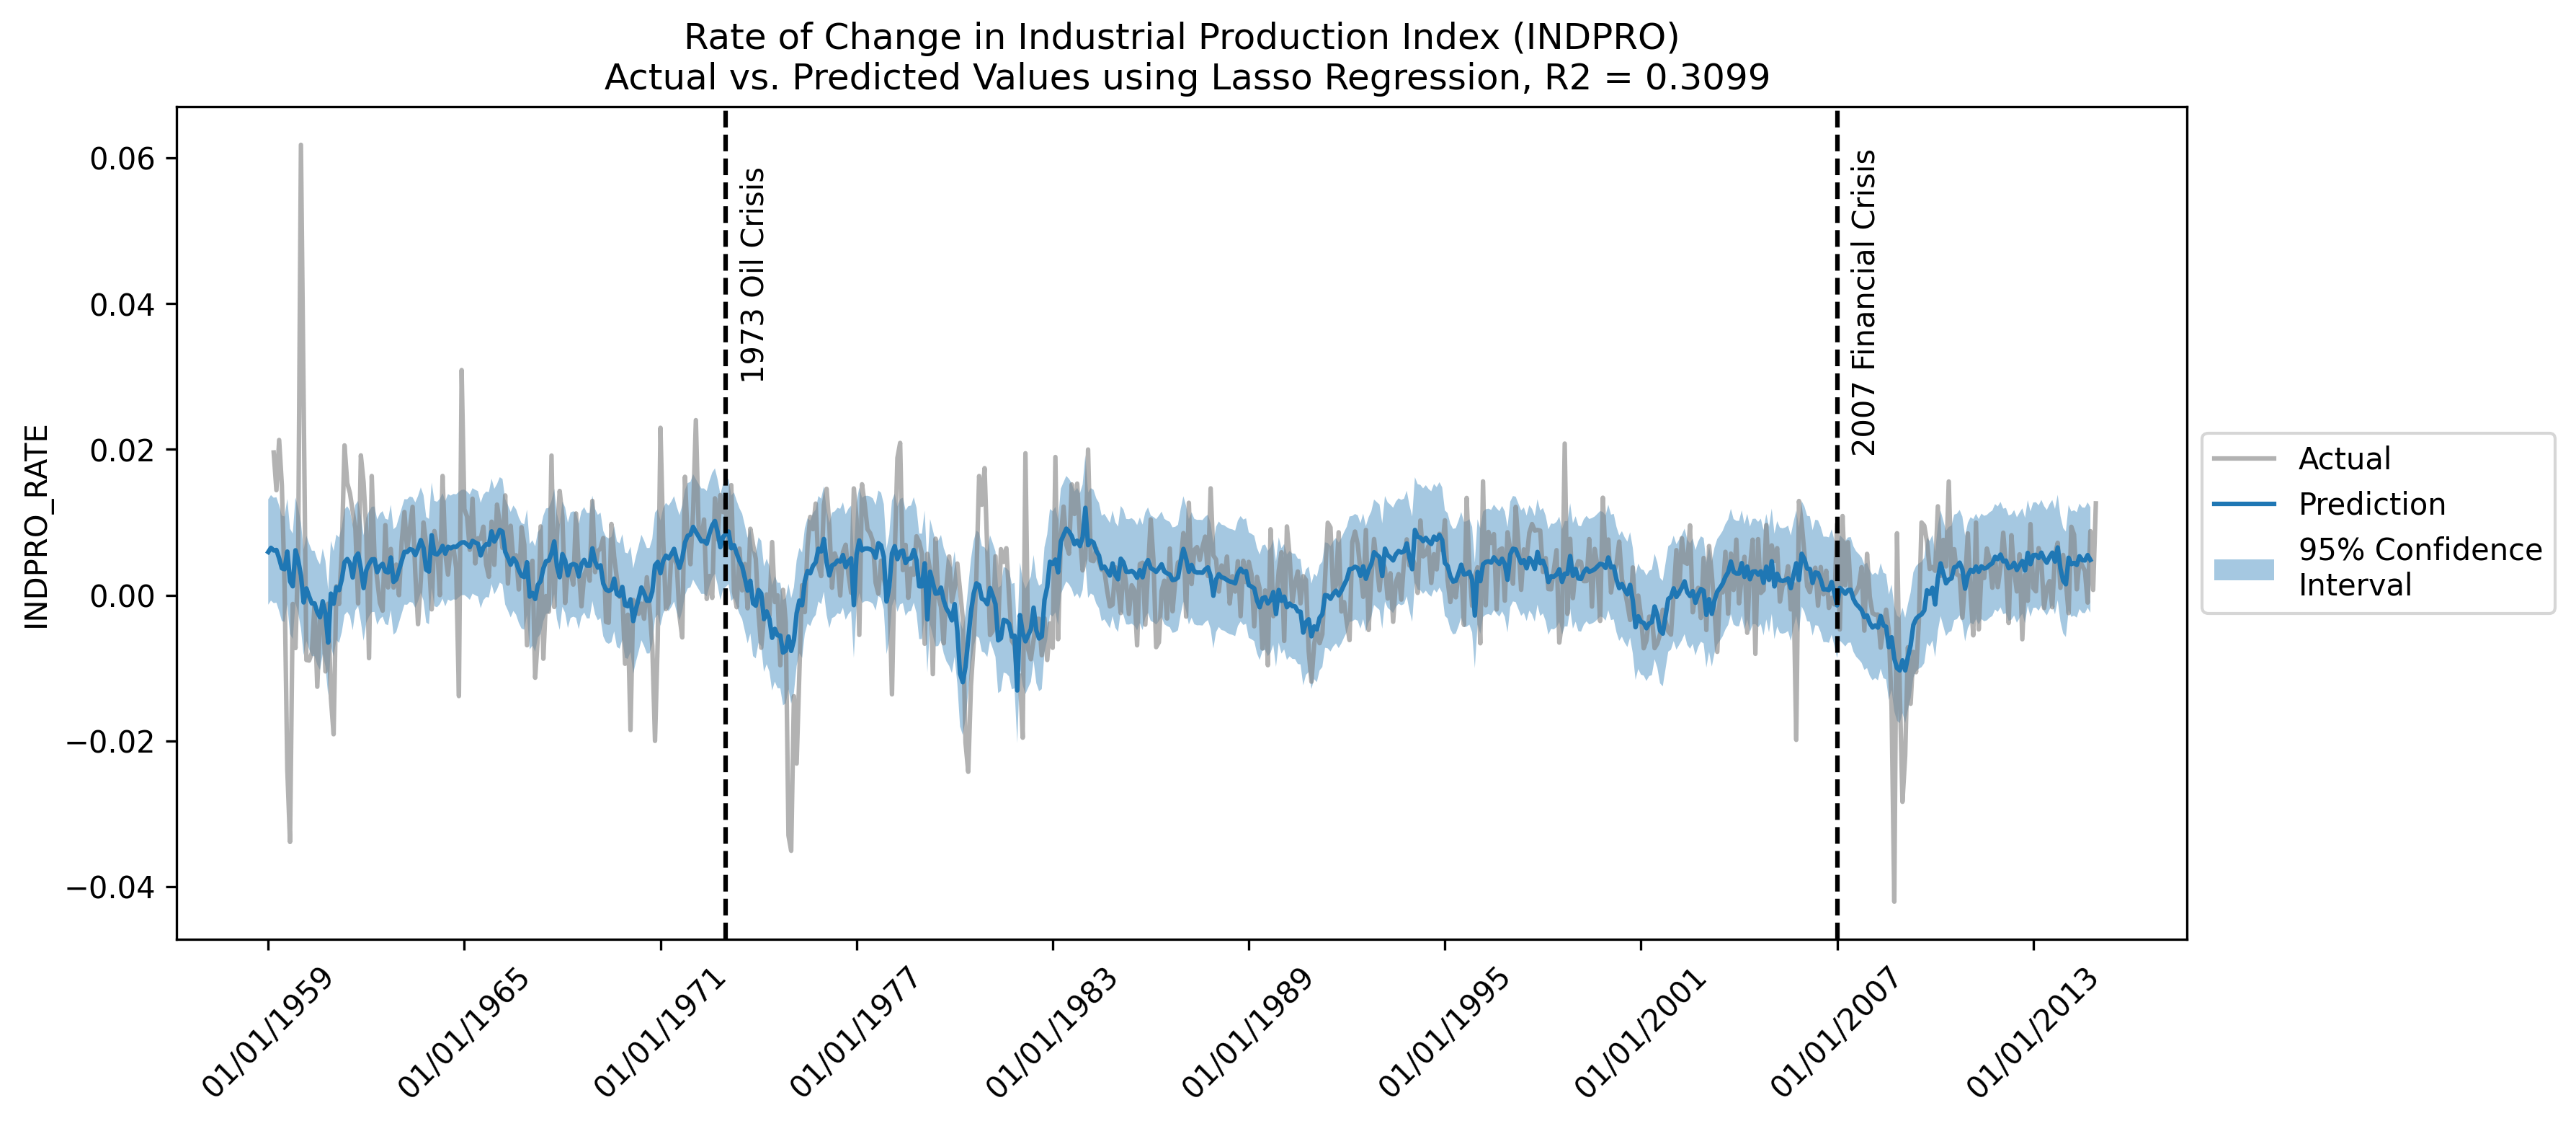 Rate of Change in Industrial Production Index (INDPRO)
Actual vs. Predicted Values using Lasso Regression, R2 = 0.3099
INDPRO_RATE
0.06
0.04
0.02
0.00
−0.02
−0.04
1973 Oil Crisis
2007 Financial Crisis
Actual
Prediction
95% Confidence
Interval
01/01/1959
01/01/1965
01/01/1971
01/01/1977
01/01/1983
01/01/1989
01/01/1995
01/01/2001
01/01/2007
01/01/2013